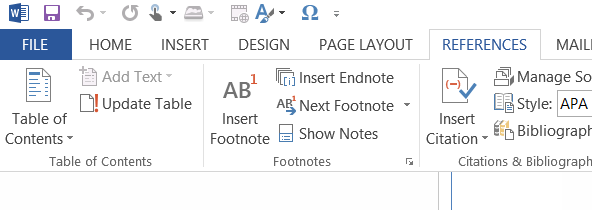 FILE HOME INSERT DESIGN PAGE LAYOUT REFERENCES MAILI
Table of
Contents
Add Text
Update Table
Table of Contents
AB1
Insert
Footnote
Insert Endnote
AB1 Next Footnote
Show Notes
Footnotes
Insert
Citation
Manage So
Style: APA
Bibliograph
Citations & Bibliograph